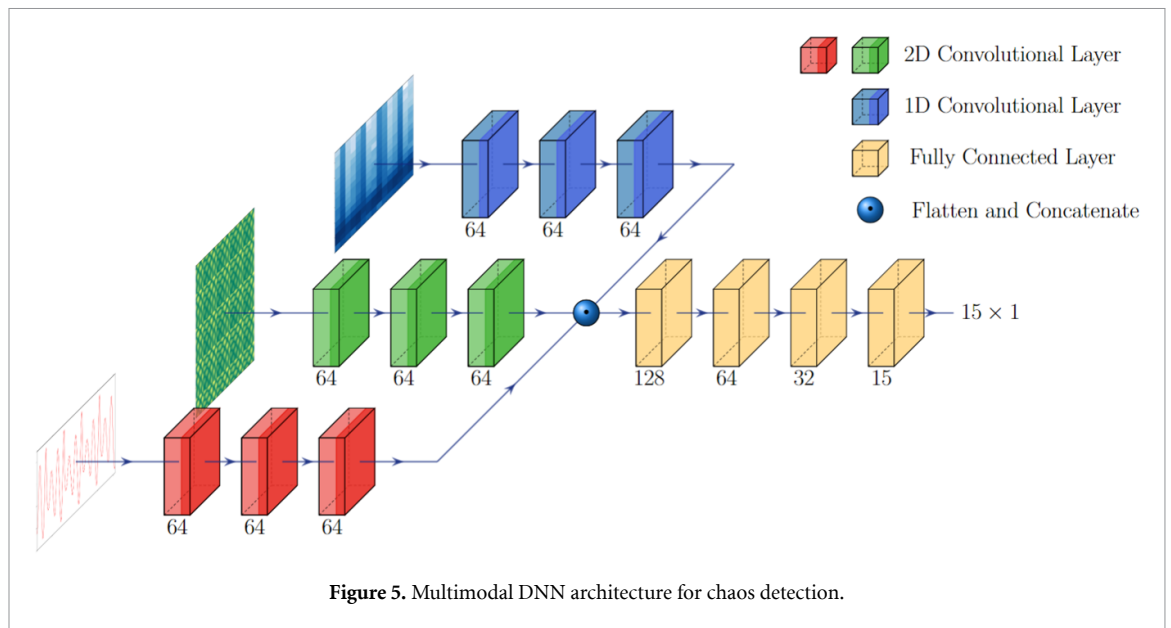 2D Convolutional Layer
1D Convolutional Layer
Fully Connected Layer
Flatten and Concatenate
64 64 64
15 × 1
64 64 64
128 64 32 15
64 64 64
Figure 5. Multimodal DNN architecture for chaos detection.